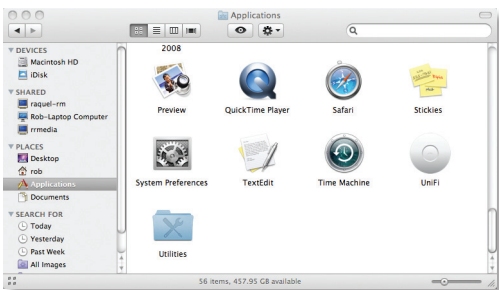 Applications
DEVICES
Macintosh HD
iDisk
SHARED
raquel-rm
Rob-Laptop Computer
rrmedia
PLACES
Desktop
rob
Applications
Documents
SEARCH FOR
Today
Yesterday
Past Week
All Images
2008
Preview
QuickTime Player
Safari
Stickies
System Preferences
TextEdit
Time Machine
UniFi
Utilities
56 items, 457.95 GB available